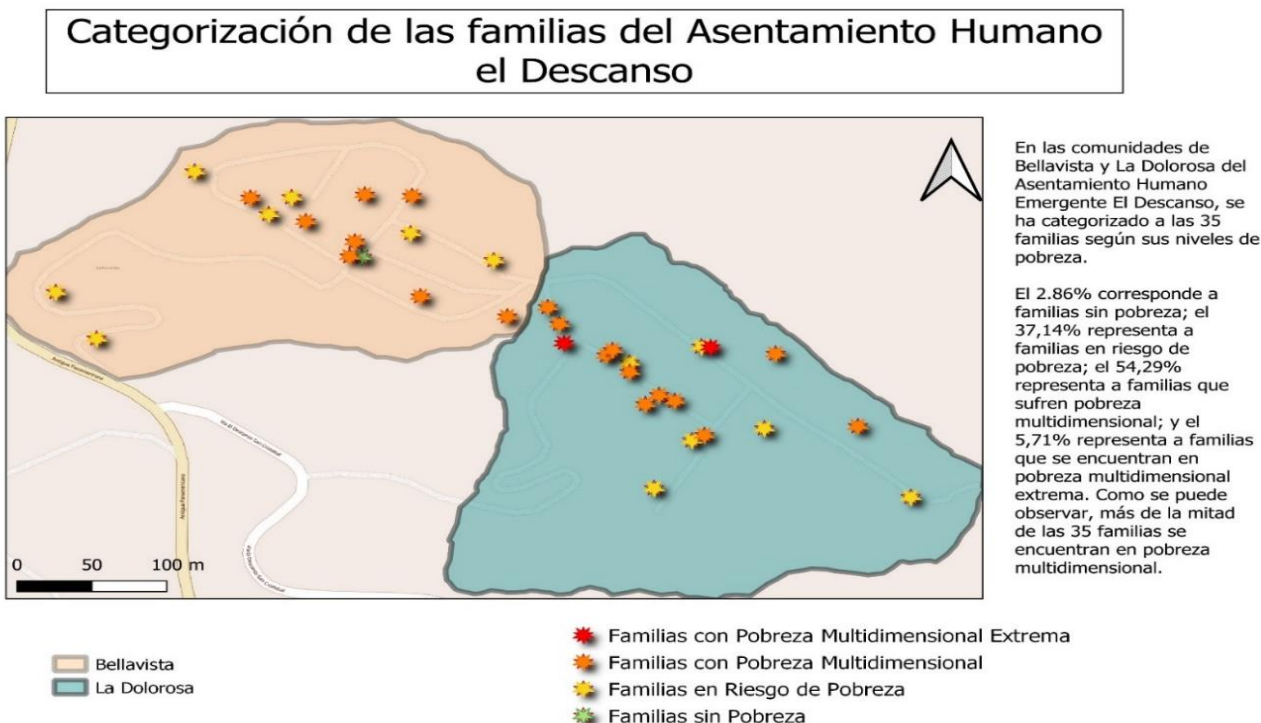 Categorización de las familias del Asentamiento Humano
el Descanso
En las comunidades de
Bellavista y La Dolorosa del
Asentamiento Humano
Emergente El Descanso, se
ha categorizado a las 35
familias según sus niveles de
pobreza.
El 2.86% corresponde a
familias sin pobreza; el
37,14% representa a
familias en riesgo de
pobreza; el 54,29%
representa a familias que
sufren pobreza
multidimensional; y el
5,71% representa a familias
que se encuentran en
pobreza multidimensional
extrema. Como se puede
observar, más de la mitad
de las 35 familias se
encuentran en pobreza
multidimensional.
Antigua Panamericana
0 50 100 m
Bellavista
La Dolorosa
Familias con Pobreza Multidimensional Extrema
Familias con Pobreza Multidimensional
Familias en Riesgo de Pobreza
Familias sin Pobreza